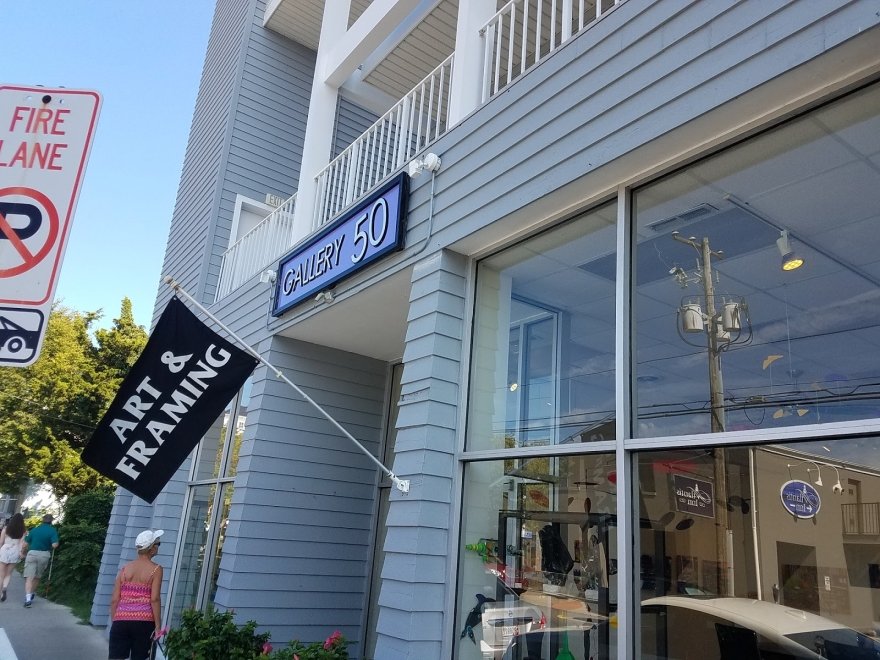 FIRE
LANE
P
GALLERY 50
ART &
FRAMING